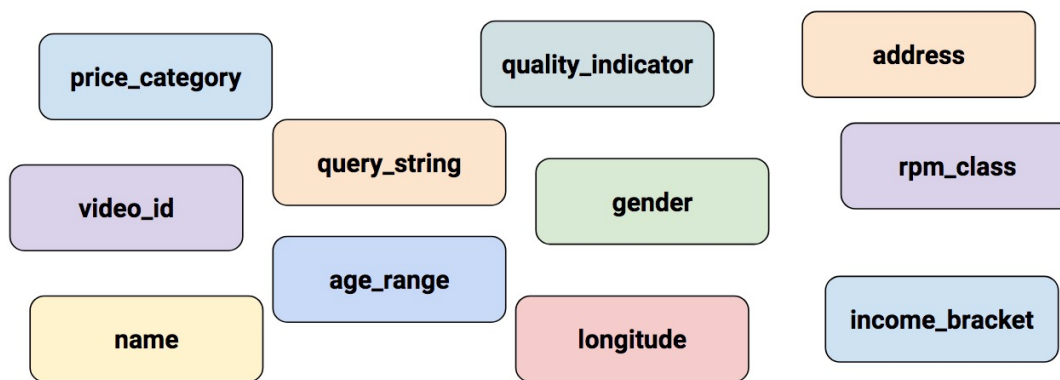 price_category
quality_indicator
address
query_string
rpm_class
video_id
gender
age_range
income_bracket
name
longitude